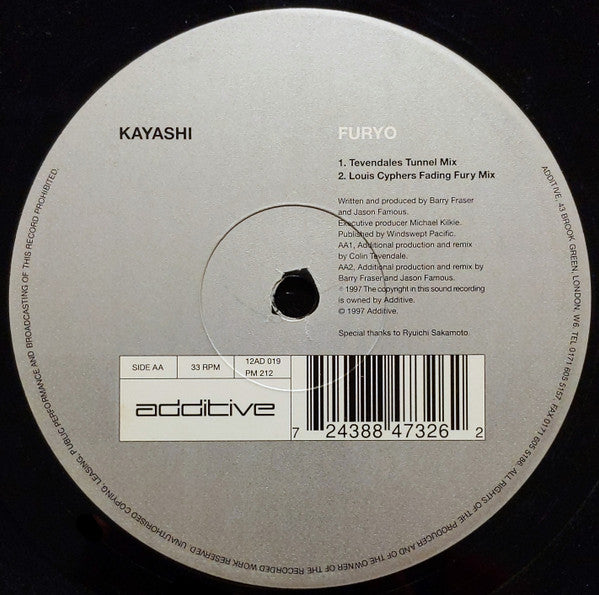 KAYASHI
FURYO
1. Tevendales Tunnel Mix
2. Louis Cyphers Fading Fury Mix
Written and produced by Barry Fraser
and Jason Famous.
Executive producer Michael Kilkie.
Published by Windswept Pacific.
AA1, Additional production and remix
by Colin Tevendale.
AA2, Additional production and remix by
Barry Fraser and Jason Famous.
℗ 1997 The copyright in this sound recording
is owned by Additive.
© 1997 Additive.
Special thanks to Ryuichi Sakamoto.
SIDE AA
33 RPM
12AD 019
PM 212
additive
7 24388 47326 2
ADDITIVE, 43 BROOK GREEN, LONDON, W6. TEL 0171 605 5157. FAX 0171 605 5186. ALL RIGHTS OF THE PRODUCER AND OF THE OWNER OF THE RECORDED WORK RESERVED. UNAUTHORISED COPYING, LEASING, PUBLIC PERFORMANCE AND BROADCASTING OF THIS RECORD PROHIBITED.